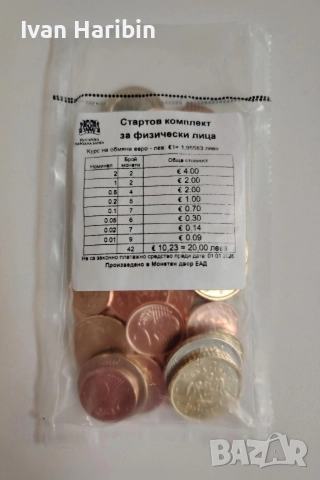 Ivan Haribin
Стартов комплект
за физически лица
Курс на обмяна евро - лев: €1= 1.95583 лева
Номинал Брой монети Обща стойност
2 2 € 4.00
1 2 € 2.00
0.5 4 € 2.00
0.2 5 € 1.00
0.1 7 € 0.70
0.05 6 € 0.30
0.02 7 € 0.14
0.01 9 € 0.09
42 € 10,23 = 20,00 лева
Не са законно платежно средство преди дата: 01.01.2026
Произведено в Монетен двор ЕАД
bazar